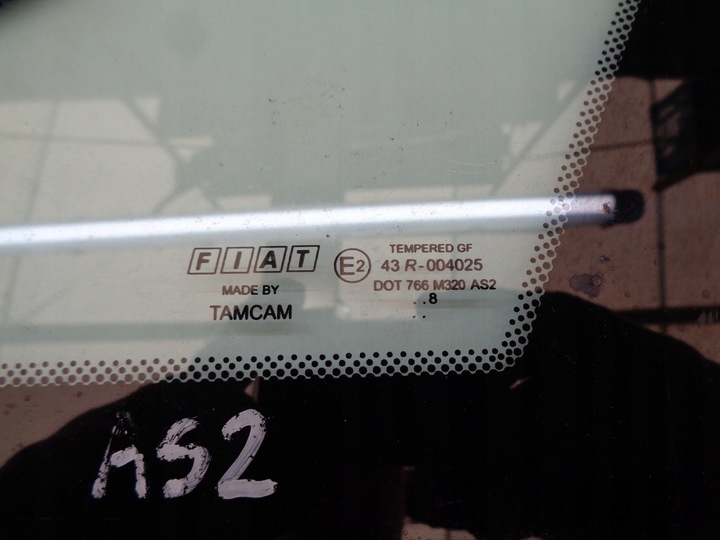 FIAT
MADE BY
TAMCAM
E2
TEMPERED GF
43 R-004025
DOT 766 M320 AS2
..8
AS2